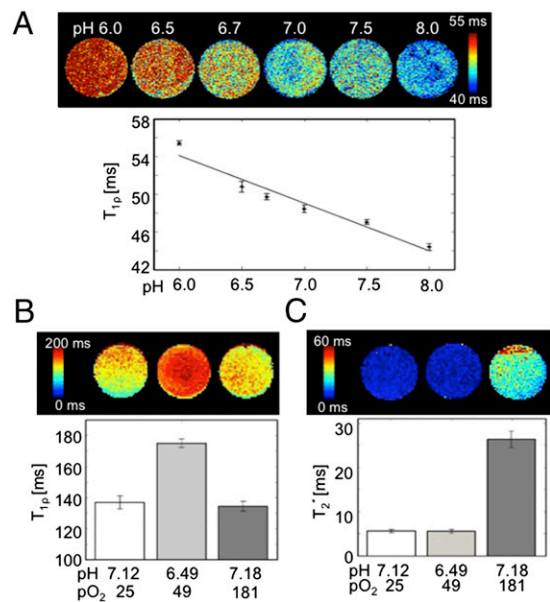 A
pH 6.0 6.5 6.7 7.0 7.5 8.0
55 ms
40 ms
T1ρ [ms]
58
54
50
46
42
pH 6.0 6.5 7.0 7.5 8.0
B
200 ms
0 ms
T1ρ [ms]
180
160
140
120
100
pH 7.12 6.49 7.18
pO2 25 49 181
C
60 ms
0 ms
T2* [ms]
30
20
10
0
pH 7.12 6.49 7.18
pO2 25 49 181